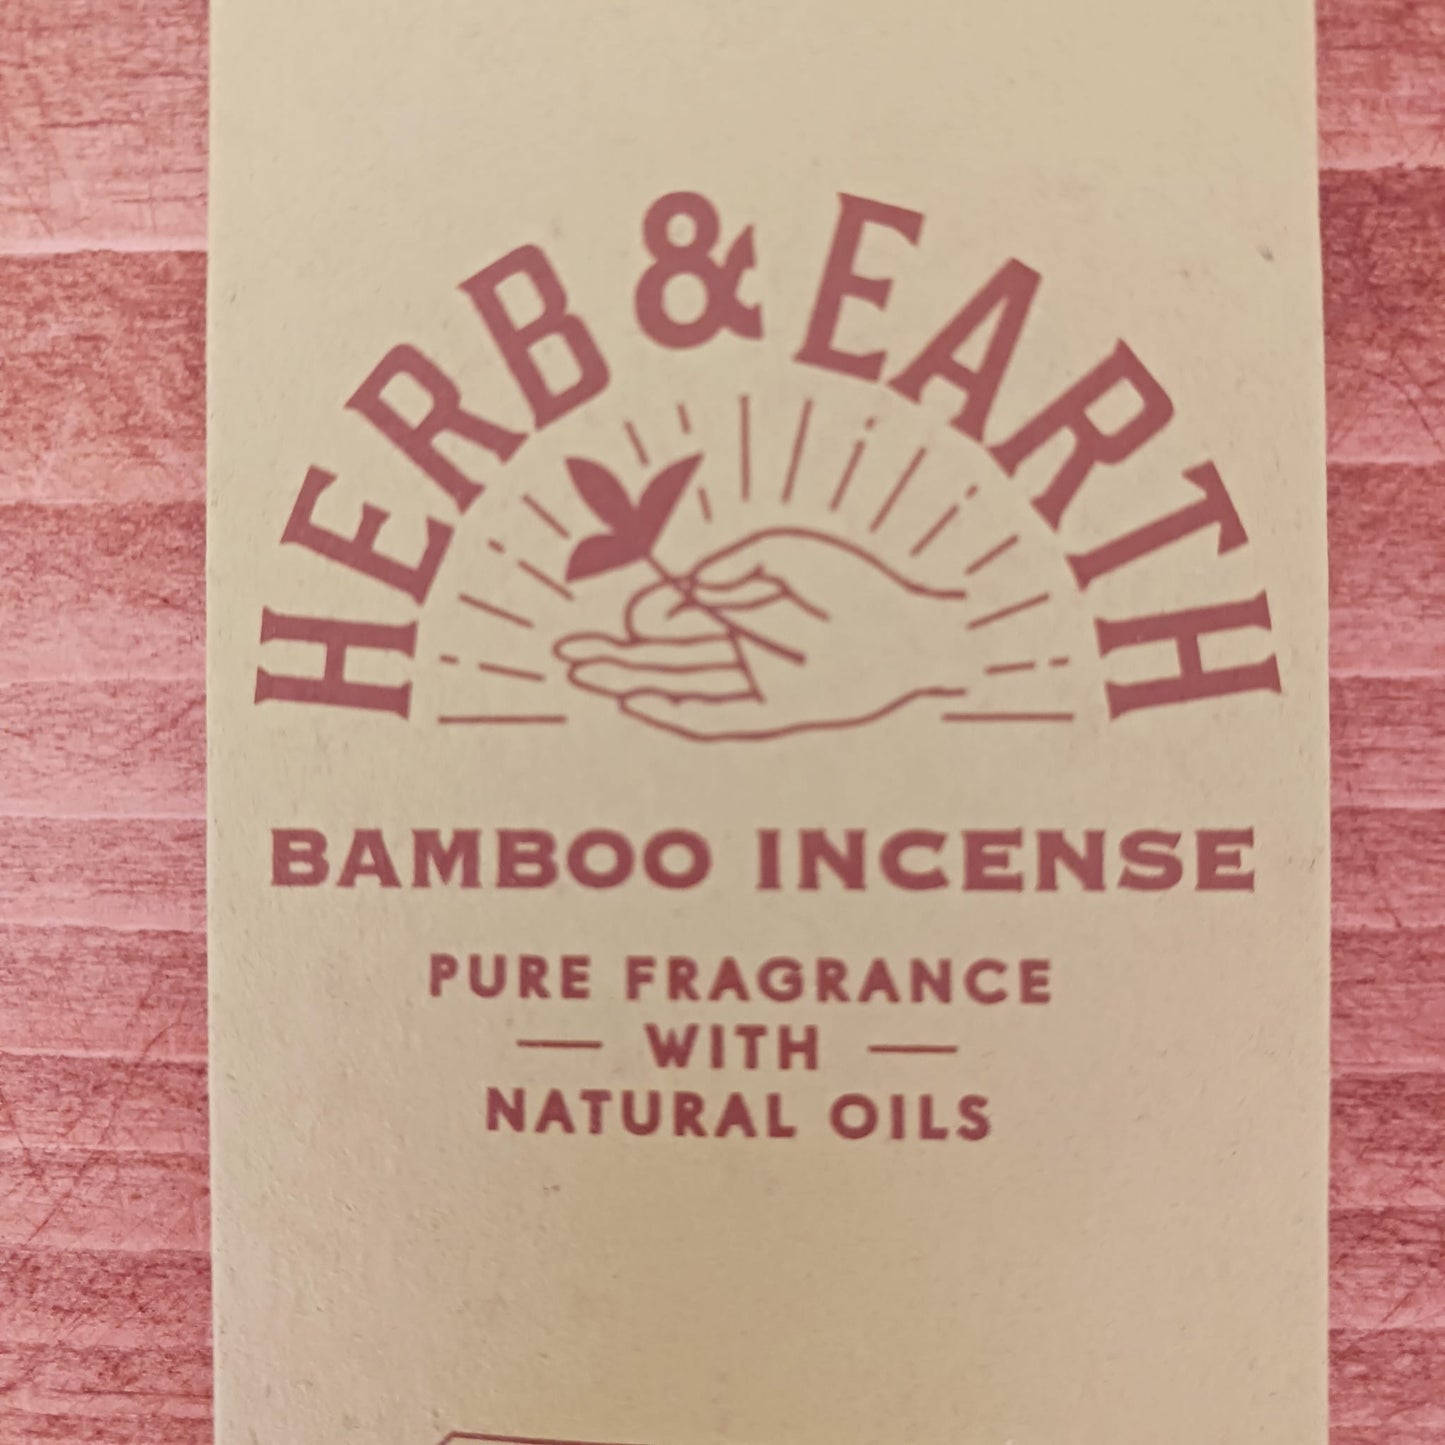 HERB & EARTH
BAMBOO INCENSE
PURE FRAGRANCE
WITH
NATURAL OILS